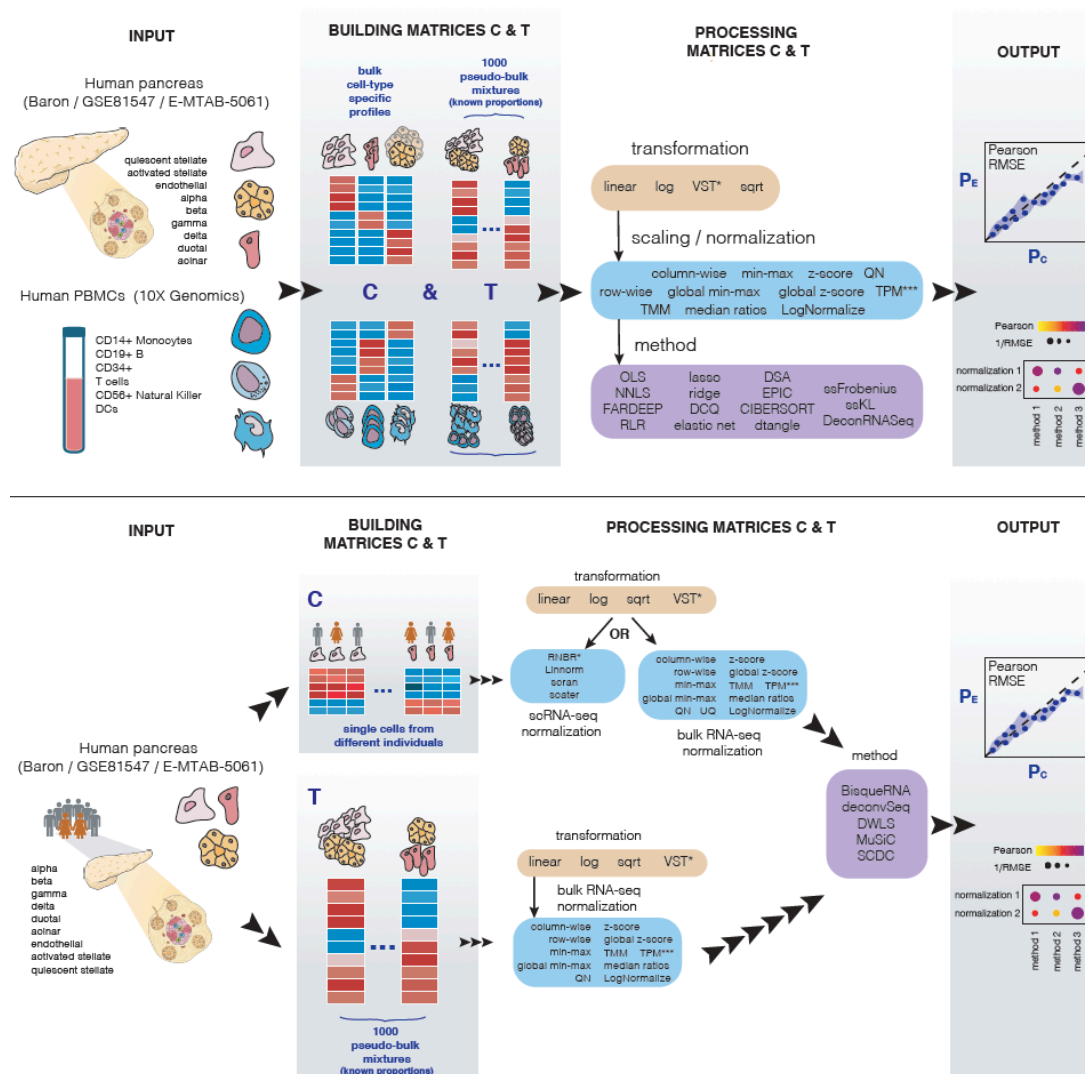 INPUT
BUILDING MATRICES C & T
PROCESSING
MATRICES C & T
OUTPUT
Human pancreas
(Baron / GSE81547 / E-MTAB-5061)
quiescent stellate
activated stellate
endothelial
alpha
beta
gamma
delta
ductal
acinar
Human PBMCs (10X Genomics)
CD14+ Monocytes
CD19+ B
CD34+
T cells
CD56+ Natural Killer
DCs
bulk
cell-type
specific
profiles
1000
pseudo-bulk
mixtures
(known proportions)
...
C & T
...
transformation
linear log VST* sqrt
scaling / normalization
column-wise min-max z-score QN
row-wise global min-max global z-score TPM***
TMM median ratios LogNormalize
method
OLS lasso DSA ssFrobenius
NNLS ridge EPIC ssKL
FARDEEP DCQ CIBERSORT DeconRNASeq
RLR elastic net dtangle
Pearson
RMSE
PE
PC
Pearson
1/RMSE
normalization 1
normalization 2
method 1
method 2
method 3
INPUT
BUILDING
MATRICES C & T
PROCESSING MATRICES C & T
OUTPUT
Human pancreas
(Baron / GSE81547 / E-MTAB-5061)
alpha
beta
gamma
delta
ductal
acinar
endothelial
activated stellate
quiescent stellate
C
...
single cells from
different individuals
T
...
1000
pseudo-bulk
mixtures
(known proportions)
transformation
linear log sqrt VST*
OR
RNBR*
Linnorm
scran
scater
scRNA-seq
normalization
column-wise z-score
row-wise global z-score
min-max TMM TPM***
global min-max median ratios
QN UQ LogNormalize
bulk RNA-seq
normalization
transformation
linear log sqrt VST*
bulk RNA-seq
normalization
column-wise z-score
row-wise global z-score
min-max TMM TPM***
global min-max median ratios
QN LogNormalize
method
BisqueRNA
deconvSeq
DWLS
MuSiC
SCDC
Pearson
RMSE
PE
PC
Pearson
1/RMSE
normalization 1
normalization 2
method 1
method 2
method 3